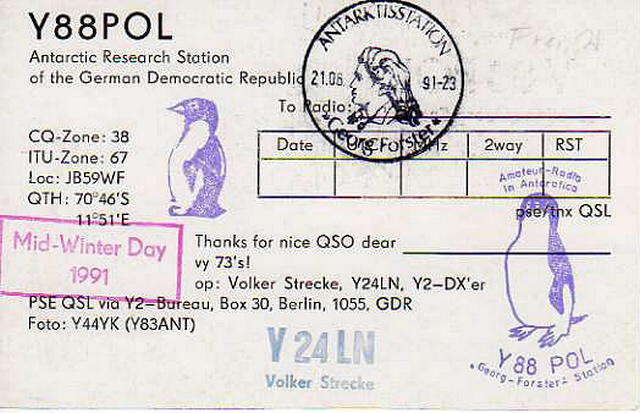 Y88POL
Antarctic Research Station
of the German Democratic Republic
ANTARKTISSTATION
21.06 91-23
*Georg Forster*
To Radio:
CQ-Zone: 38
ITU-Zone: 67
Loc: JB59WF
QTH: 70°46'S
11°51'E
Date MHz 2way RST
Amateur-Radio
in Antarctica
pse/tnx QSL
Mid-Winter Day
1991
Thanks for nice QSO dear
vy 73's!
op: Volker Strecke, Y24LN, Y2-DX'er
PSE QSL via Y2-Bureau, Box 30, Berlin, 1055, GDR
Foto: Y44YK (Y83ANT)
Y24LN
Volker Strecke
Y88 POL
Georg-Forster Station